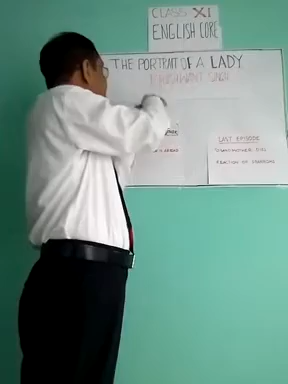 CLASS XI
ENGLISH CORE
THE PORTRAIT OF A LADY
KHUSHWANT SINGH
LAST EPISODE
GRANDMOTHER DIES
REACTION OF SPARROWS